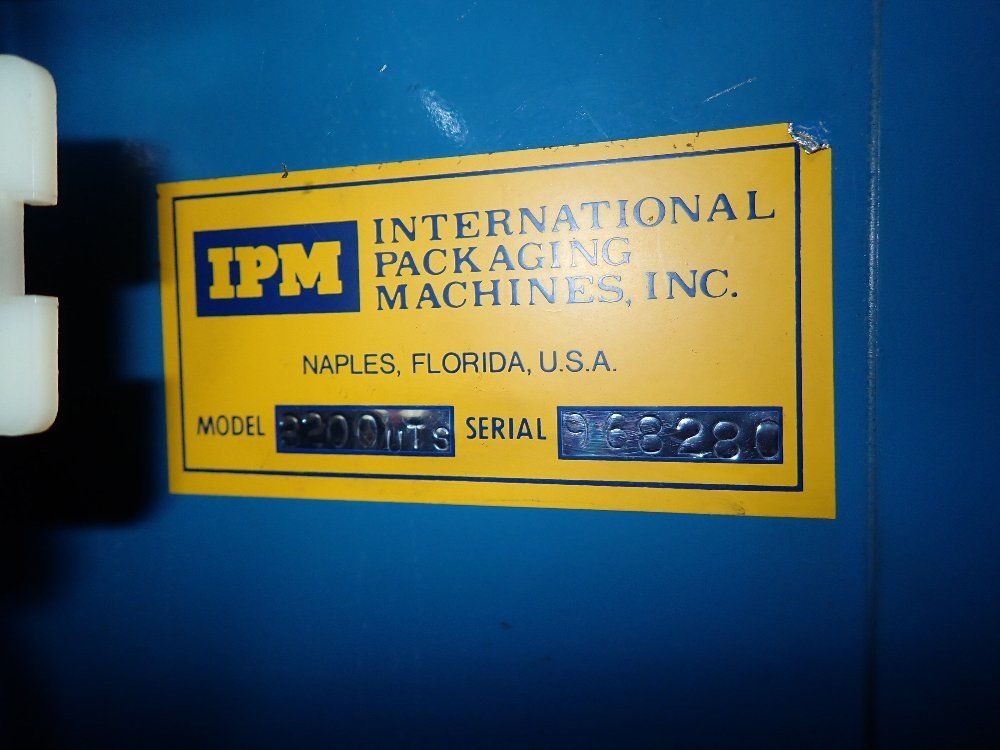 IPM
INTERNATIONAL
PACKAGING
MACHINES, INC.
NAPLES, FLORIDA, U.S.A.
MODEL 3200UTS SERIAL 968280